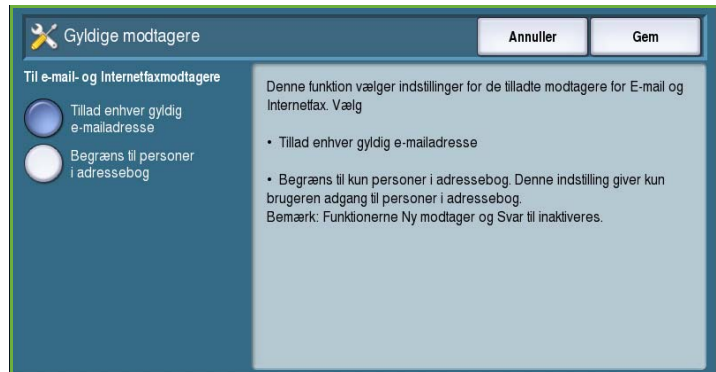 Gyldige modtagere
Annuller
Gem
Til e-mail- og Internetfaxmodtagere
Tillad enhver gyldig
e-mailadresse
Begræns til personer
i adressebog
Denne funktion vælger indstillinger for de tilladte modtagere for E-mail og
Internetfax. Vælg
• Tillad enhver gyldig e-mailadresse
• Begræns til kun personer i adressebog. Denne indstilling giver kun
brugeren adgang til personer i adressebog.
Bemærk: Funktionerne Ny modtager og Svar til inaktiveres.